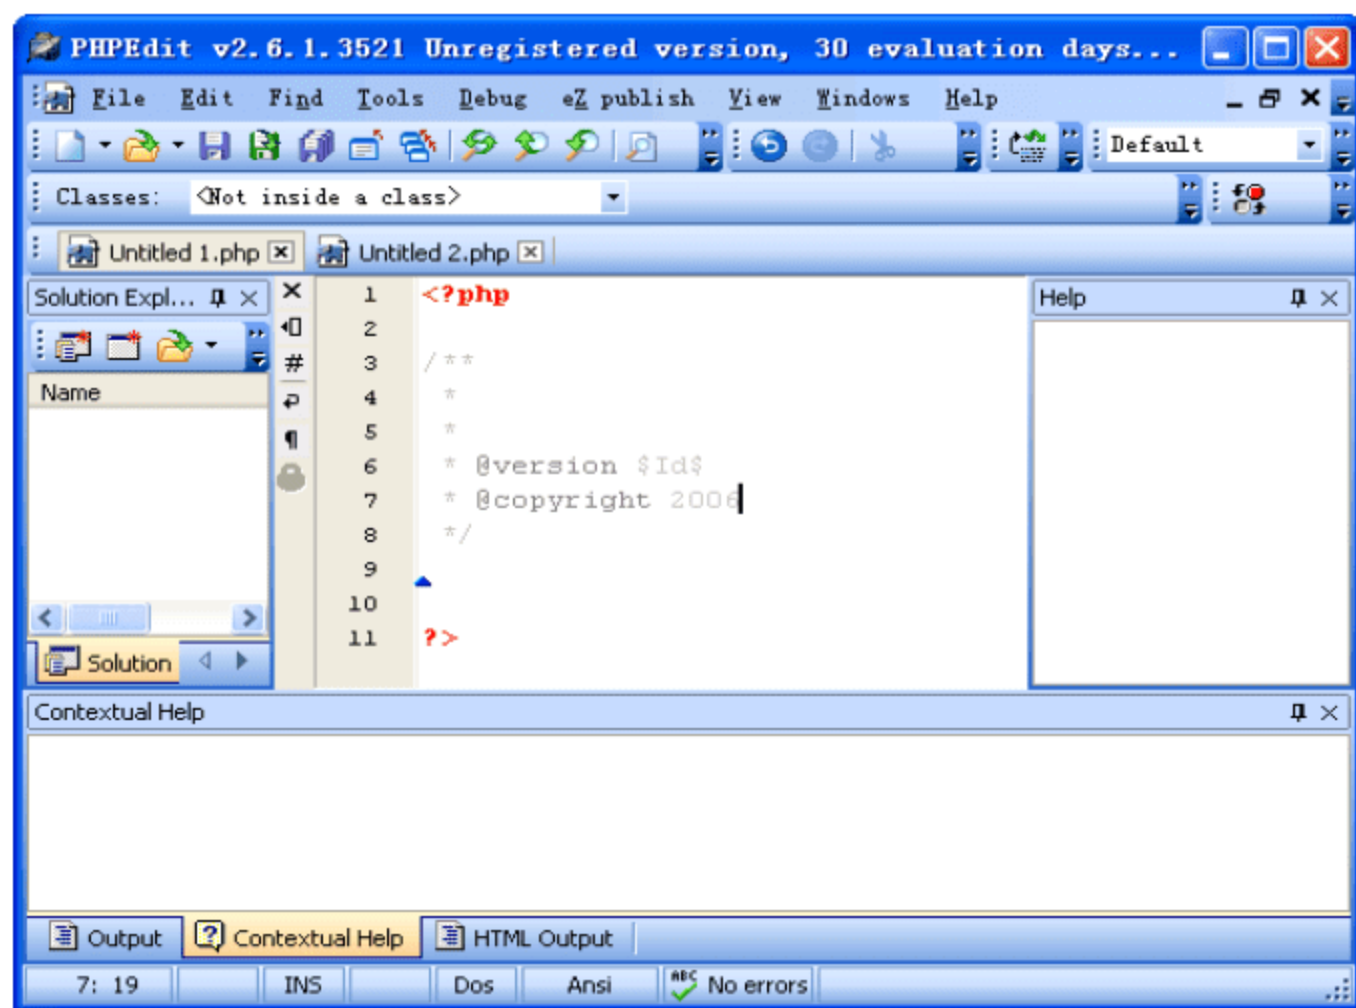 PHPEdit v2.6.1.3521 Unregistered version, 30 evaluation days...
File Edit Find Tools Debug eZ publish View Windows Help
Default
Classes: <Not inside a class>
Untitled 1.php Untitled 2.php
Solution Expl...
Name
Solution
1 <?php
2
3 /**
4 *
5 *
6 * @version $Id$
7 * @copyright 2006
8 */
9
10
11 ?>
Help
Contextual Help
Output Contextual Help HTML Output
7: 19 INS Dos Ansi ABC No errors